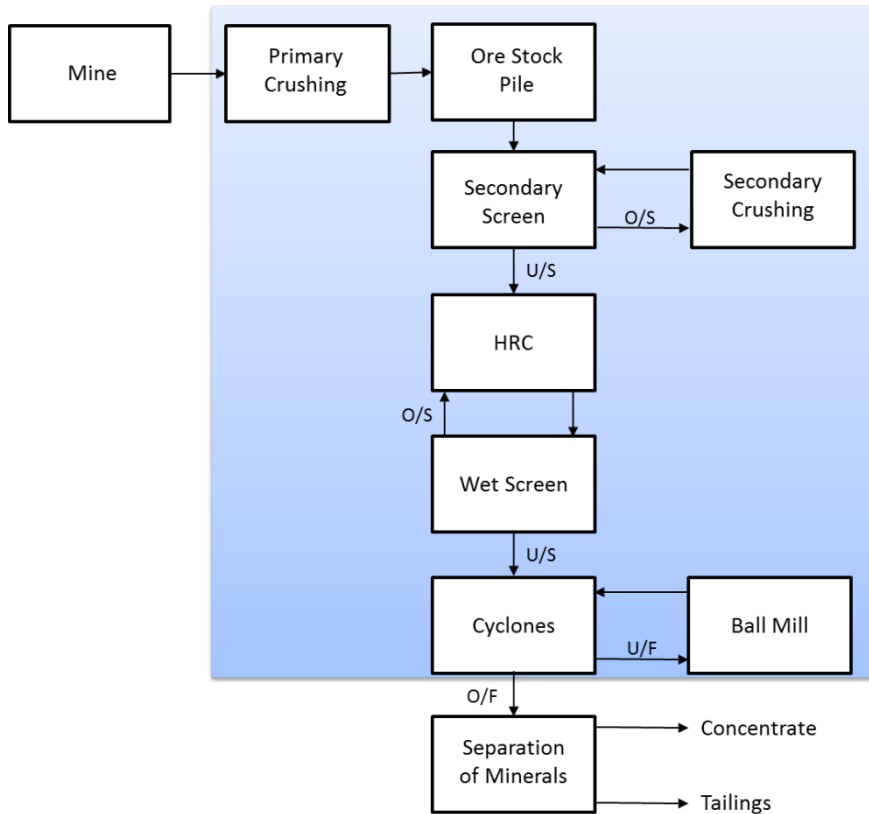 Mine
Primary
Crushing
Ore Stock
Pile
Secondary
Screen
O/S
Secondary
Crushing
U/S
HRC
O/S
Wet Screen
U/S
Cyclones
U/F
Ball Mill
O/F
Separation
of Minerals
Concentrate
Tailings